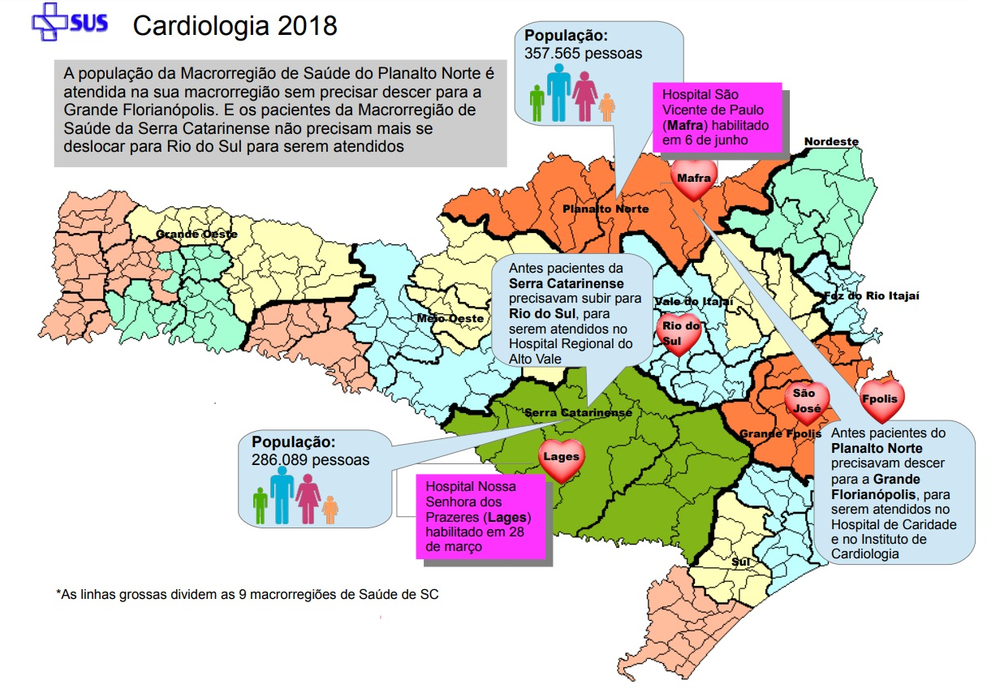 SUS
Cardiologia 2018
A população da Macrorregião de Saúde do Planalto Norte é
atendida na sua macrorregião sem precisar descer para a
Grande Florianópolis. E os pacientes da Macrorregião de
Saúde da Serra Catarinense não precisam mais se
deslocar para Rio do Sul para serem atendidos
População:
357.565 pessoas
Hospital São
Vicente de Paulo
(Mafra) habilitado
em 6 de junho
Nordeste
Mafra
Planalto Norte
Grande Oeste
Antes pacientes da
Serra Catarinense
precisavam subir para
Rio do Sul, para
serem atendidos no
Hospital Regional do
Alto Vale
Vale do Itajaí
Foz do Rio Itajaí
Meio Oeste
Rio do
Sul
São
José
Fpolis
Serra Catarinense
Grande Fpolis
Antes pacientes do
Planalto Norte
precisavam descer
para a Grande
Florianópolis, para
serem atendidos no
Hospital de Caridade
e no Instituto de
Cardiologia
População:
286.089 pessoas
Lages
Hospital Nossa
Senhora dos
Prazeres (Lages)
habilitado em 28
de março
Sul
*As linhas grossas dividem as 9 macrorregiões de Saúde de SC